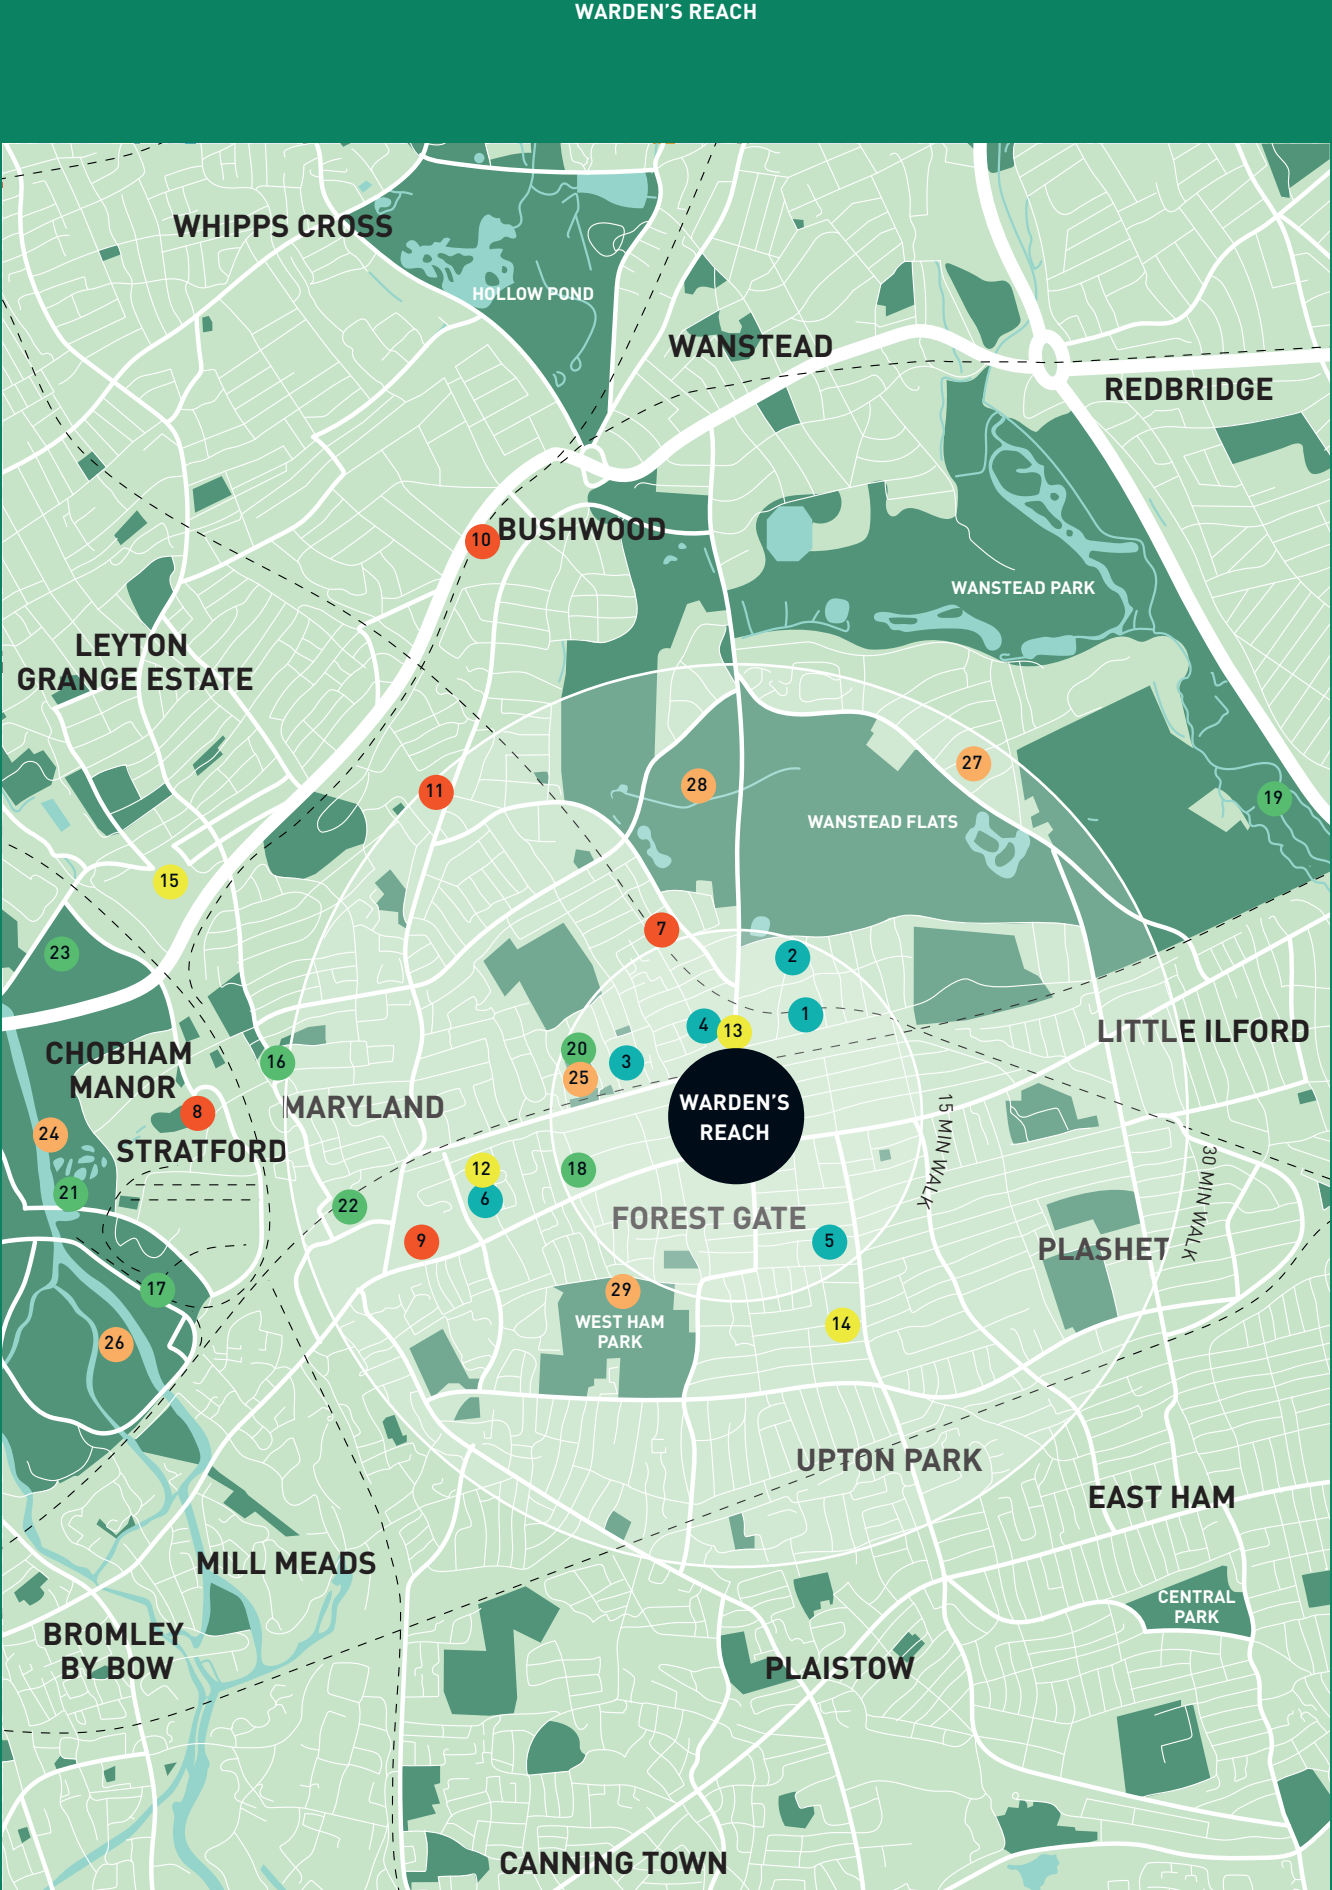 WARDEN'S REACH
WHIPPS CROSS
HOLLOW POND
WANSTEAD
REDBRIDGE
10
BUSHWOOD
WANSTEAD PARK
LEYTON
GRANGE ESTATE
27
28
11
19
WANSTEAD FLATS
15
7
23
2
1
4
13
LITTLE ILFORD
20
3
16
CHOBHAM
MANOR
25
WARDEN'S
REACH
MARYLAND
8
15 MIN WALK
24
STRATFORD
30 MIN WALK
12
18
21
6
22
FOREST GATE
9
5
PLASHET
17
29
WEST HAM
PARK
14
26
UPTON PARK
EAST HAM
MILL MEADS
CENTRAL
PARK
BROMLEY
BY BOW
PLAISTOW
CANNING TOWN